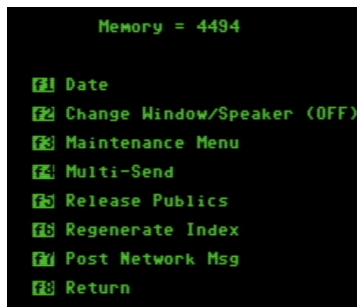 Memory = 4494
f1 Date
f2 Change Window/Speaker (OFF)
f3 Maintenance Menu
f4 Multi-Send
f5 Release Publics
f6 Regenerate Index
f7 Post Network Msg
f8 Return